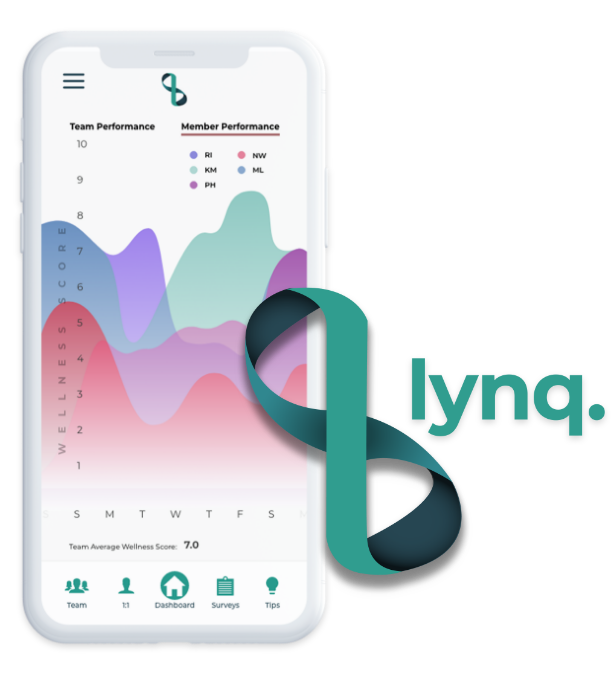 Team Performance Member Performance
RI NW
KM ML
PH
10
9
8
7
6
5
4
3
2
1
WELLNESS SCORE
S M T W T F S
Team Average Wellness Score: 7.0
Team 1:1 Dashboard Surveys Tips
lynq.